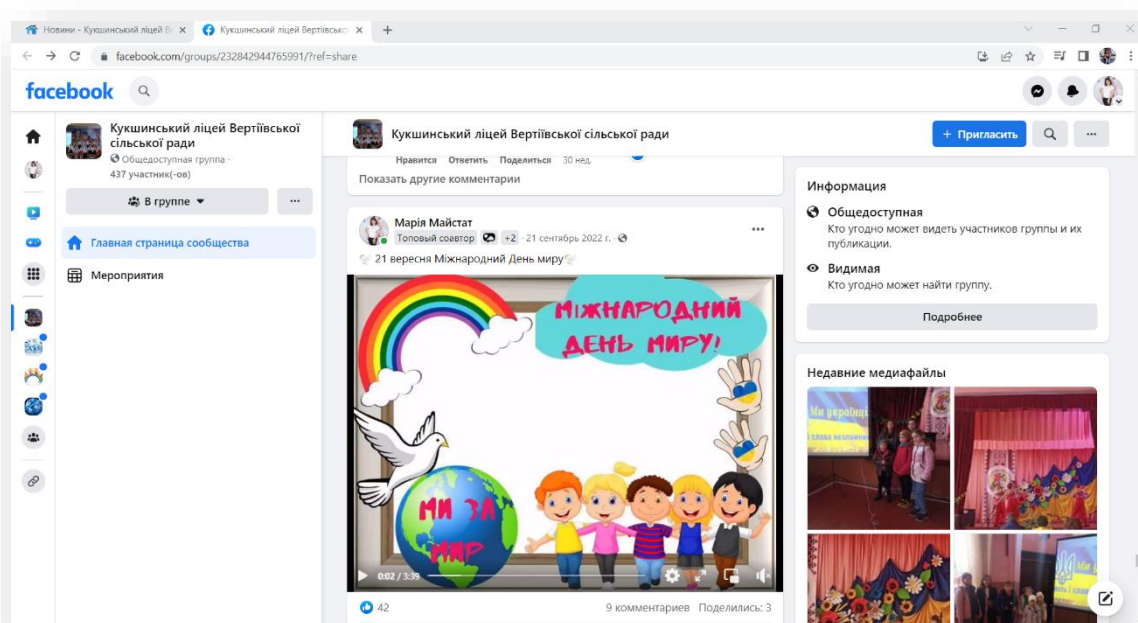 Новини - Кукшинський ліцей В
Кукшинський ліцей Вертіївсько
facebook.com/groups/232842944765991/?ref=share
facebook
Кукшинський ліцей Вертіївської
сільської ради
Общедоступная группа ·
437 участник(-ов)
В группе
Главная страница сообщества
Мероприятия
Кукшинський ліцей Вертіївської сільської ради
+ Пригласить
Нравится Ответить Поделиться 30 нед.
Показать другие комментарии
Марія Майстат
Топовый соавтор +2 · 21 сентябрь 2022 г. ·
21 вересня Міжнародний День миру
МІЖНАРОДНИЙ
ДЕНЬ МИРУ!
МИ ЗА
МИР
0:02 / 3:39
42
9 комментариев Поделились: 3
Информация
Общедоступная
Кто угодно может видеть участников группы и их
публикации.
Видимая
Кто угодно может найти группу.
Подробнее
Недавние медиафайлы
Ми українці
і слава незламни